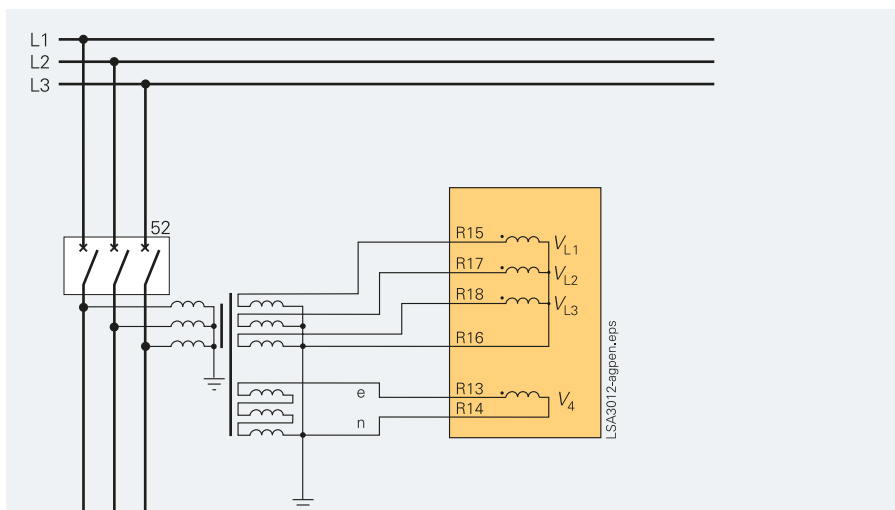 L1
L2
L3
52
R15
VL1
R17
VL2
R18
VL3
R16
e
R13
V4
R14
n
LSA3012-agpen.eps